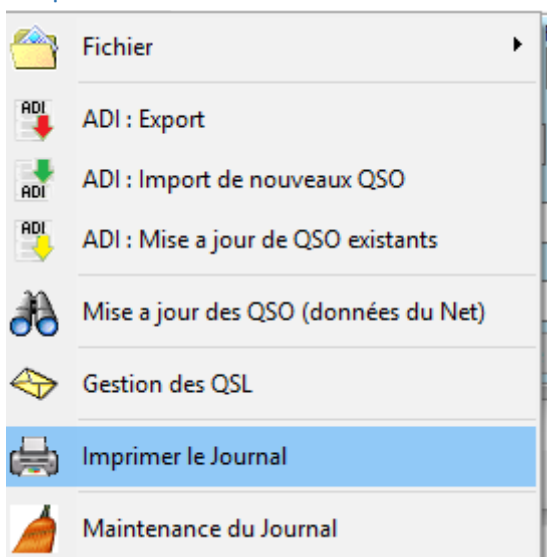 Fichier
ADI
ADI : Export
ADI
ADI : Import de nouveaux QSO
ADI
ADI : Mise a jour de QSO existants
Mise a jour des QSO (données du Net)
Gestion des QSL
Imprimer le Journal
Maintenance du Journal